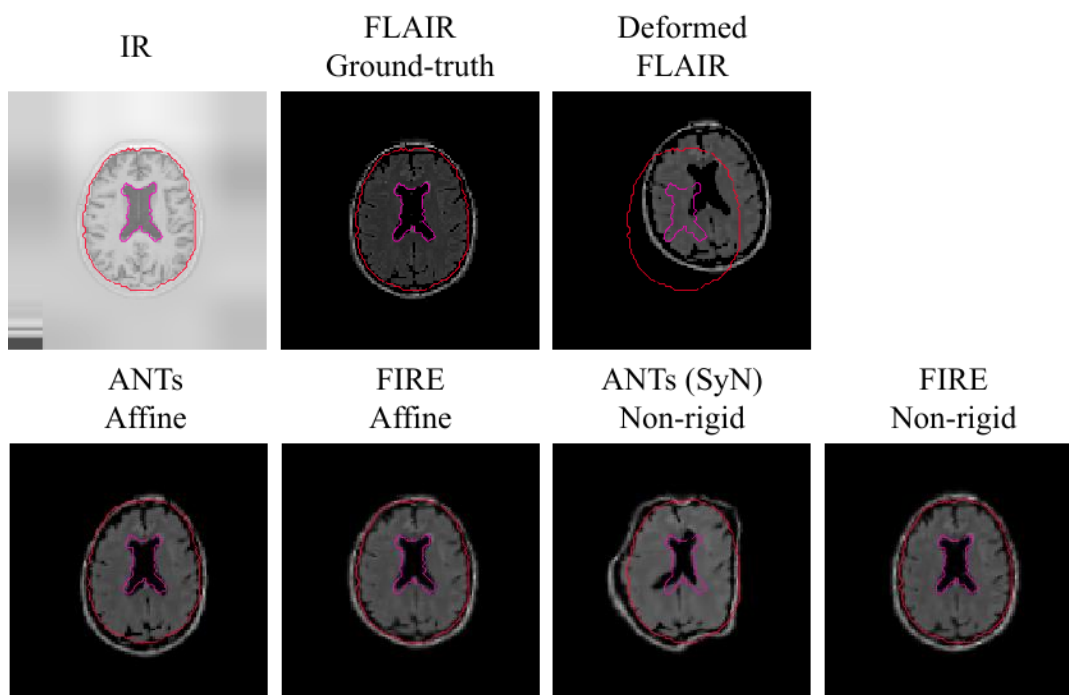 IR
FLAIR
Ground-truth
Deformed
FLAIR
ANTs
Affine
FIRE
Affine
ANTs (SyN)
Non-rigid
FIRE
Non-rigid